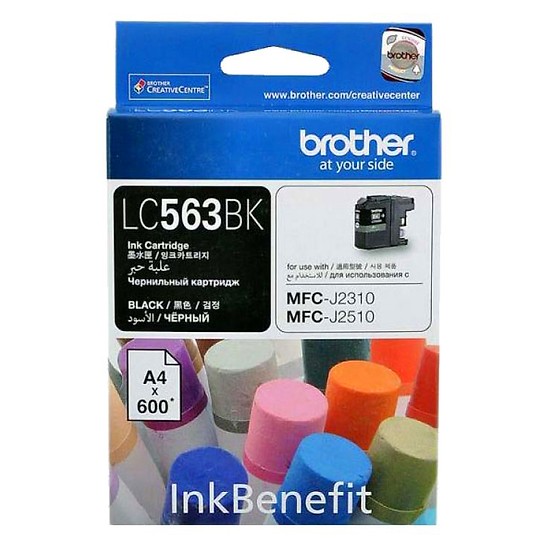 BROTHER
CREATIVECENTRE™
brother
www.brother.com/creativecenter
brother®
at your side
LC563BK
Ink Cartridge
墨水匣 / 잉크카트리지
علبة حبر
Чернильный картридж
BLACK / 黑色 / 검정
الأسود / ЧЁРНЫЙ
for use with / 適用型號 / 사용 제품
للاستخدام مع / для использования с
MFC-J2310
MFC-J2510
A4
x
600*
InkBenefit